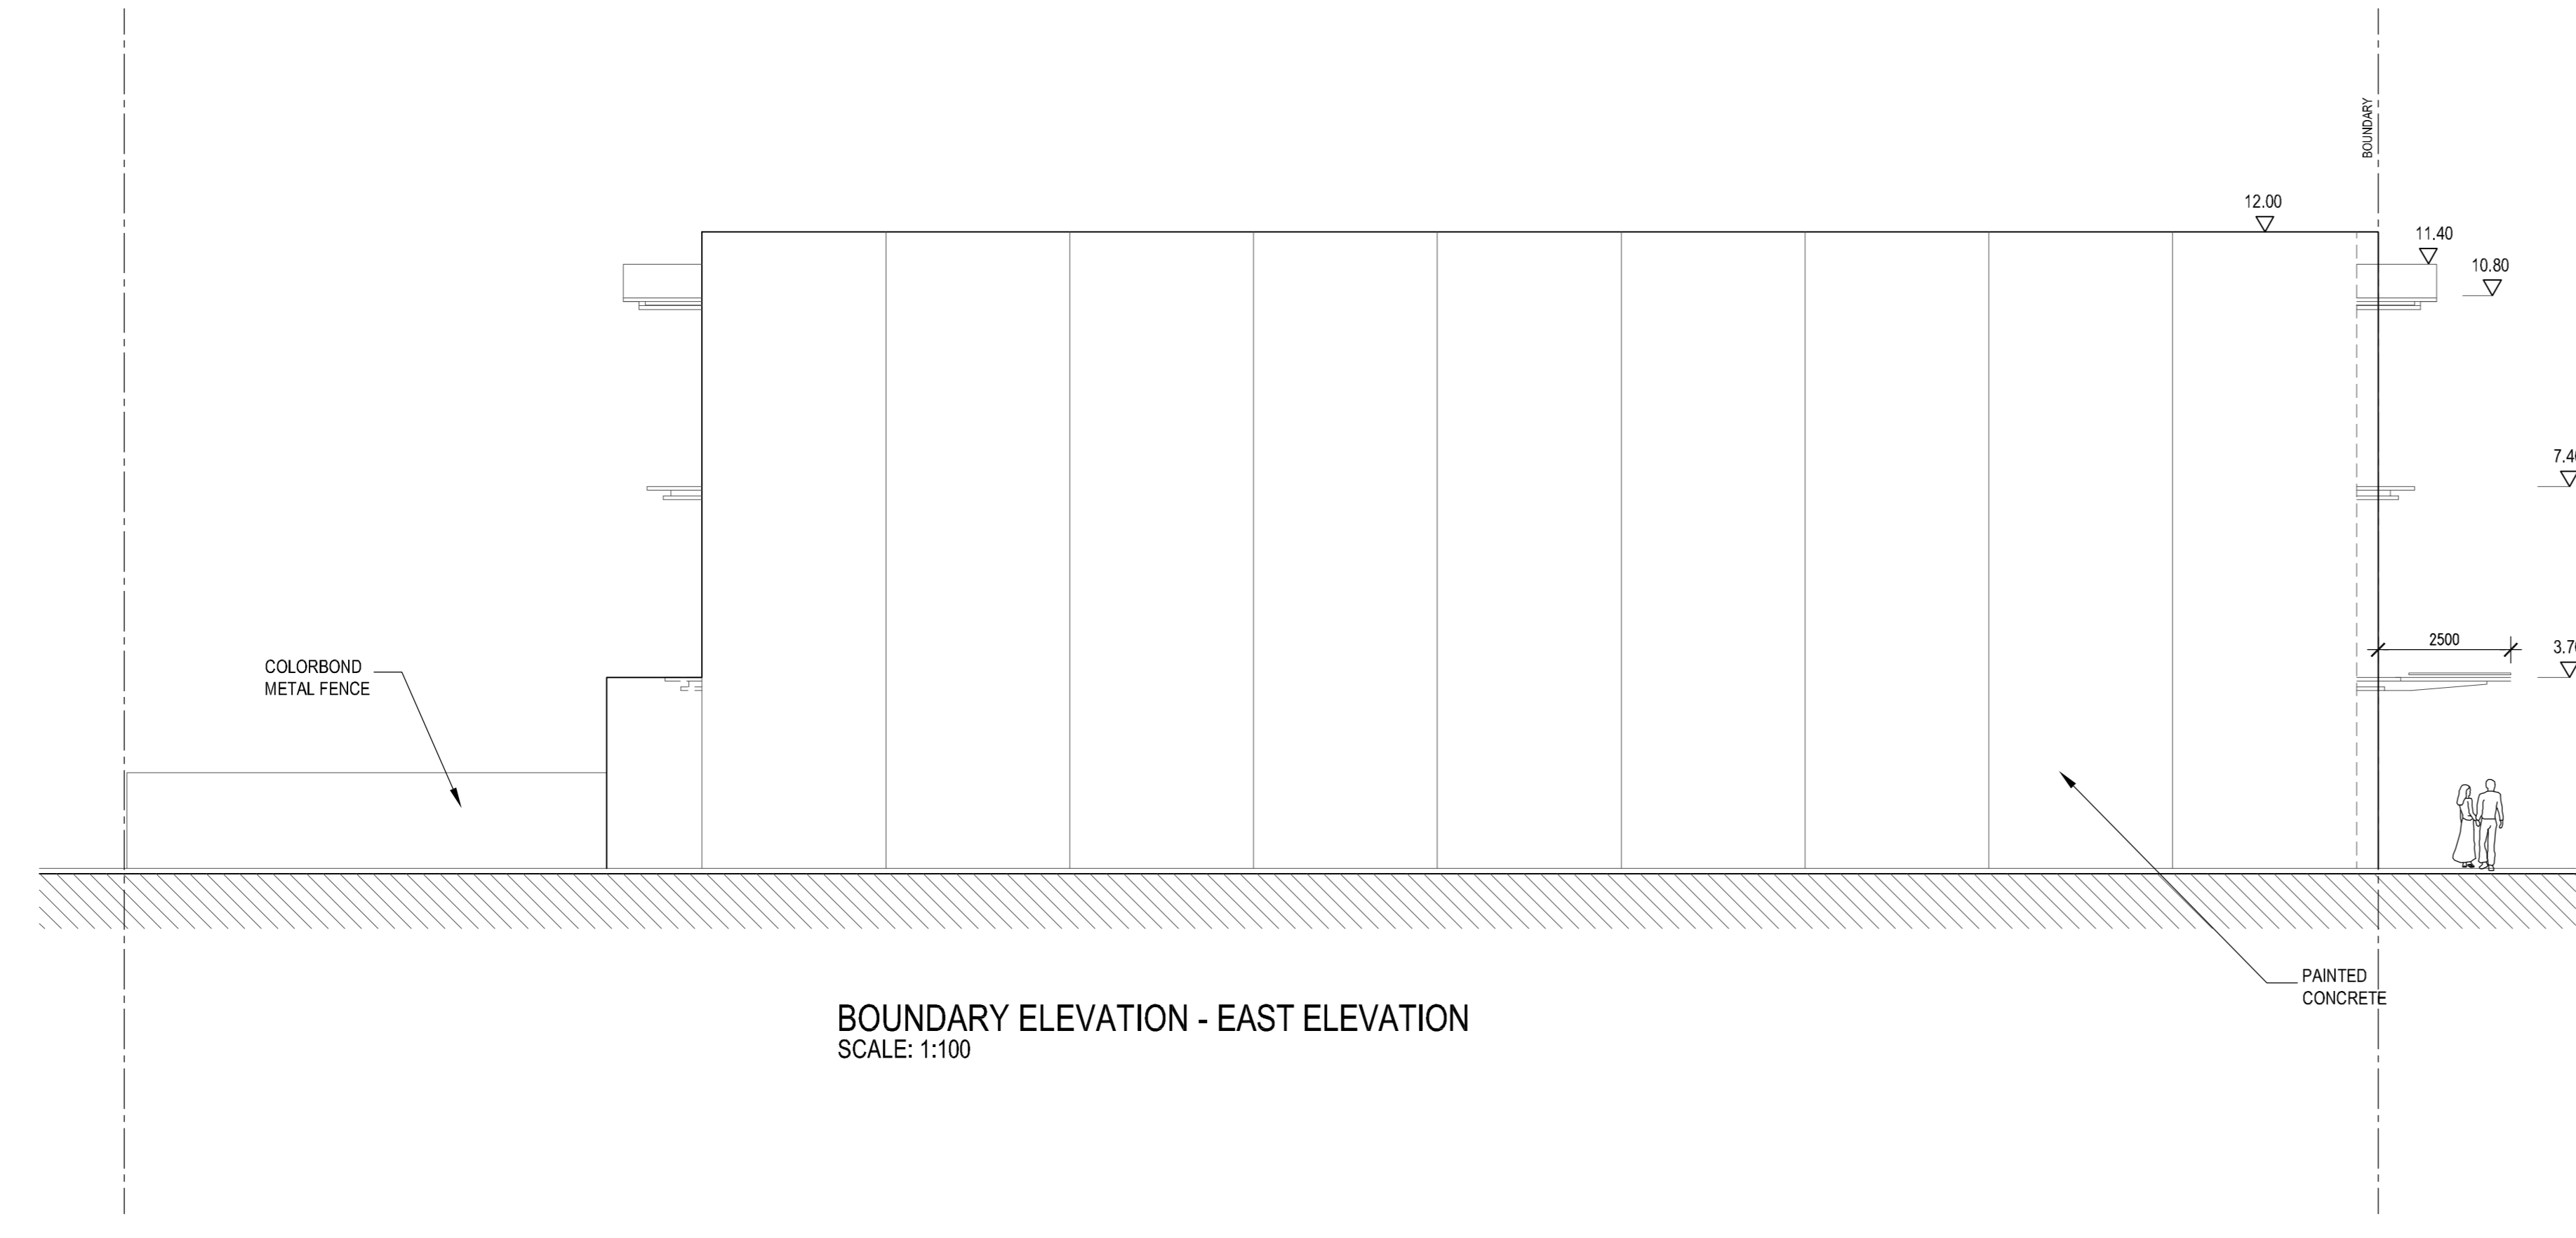 BOUNDARY
12.00
11.40
10.80
2500
COLORBOND
METAL FENCE
PAINTED
CONCRETE
BOUNDARY ELEVATION - EAST ELEVATION
SCALE: 1:100